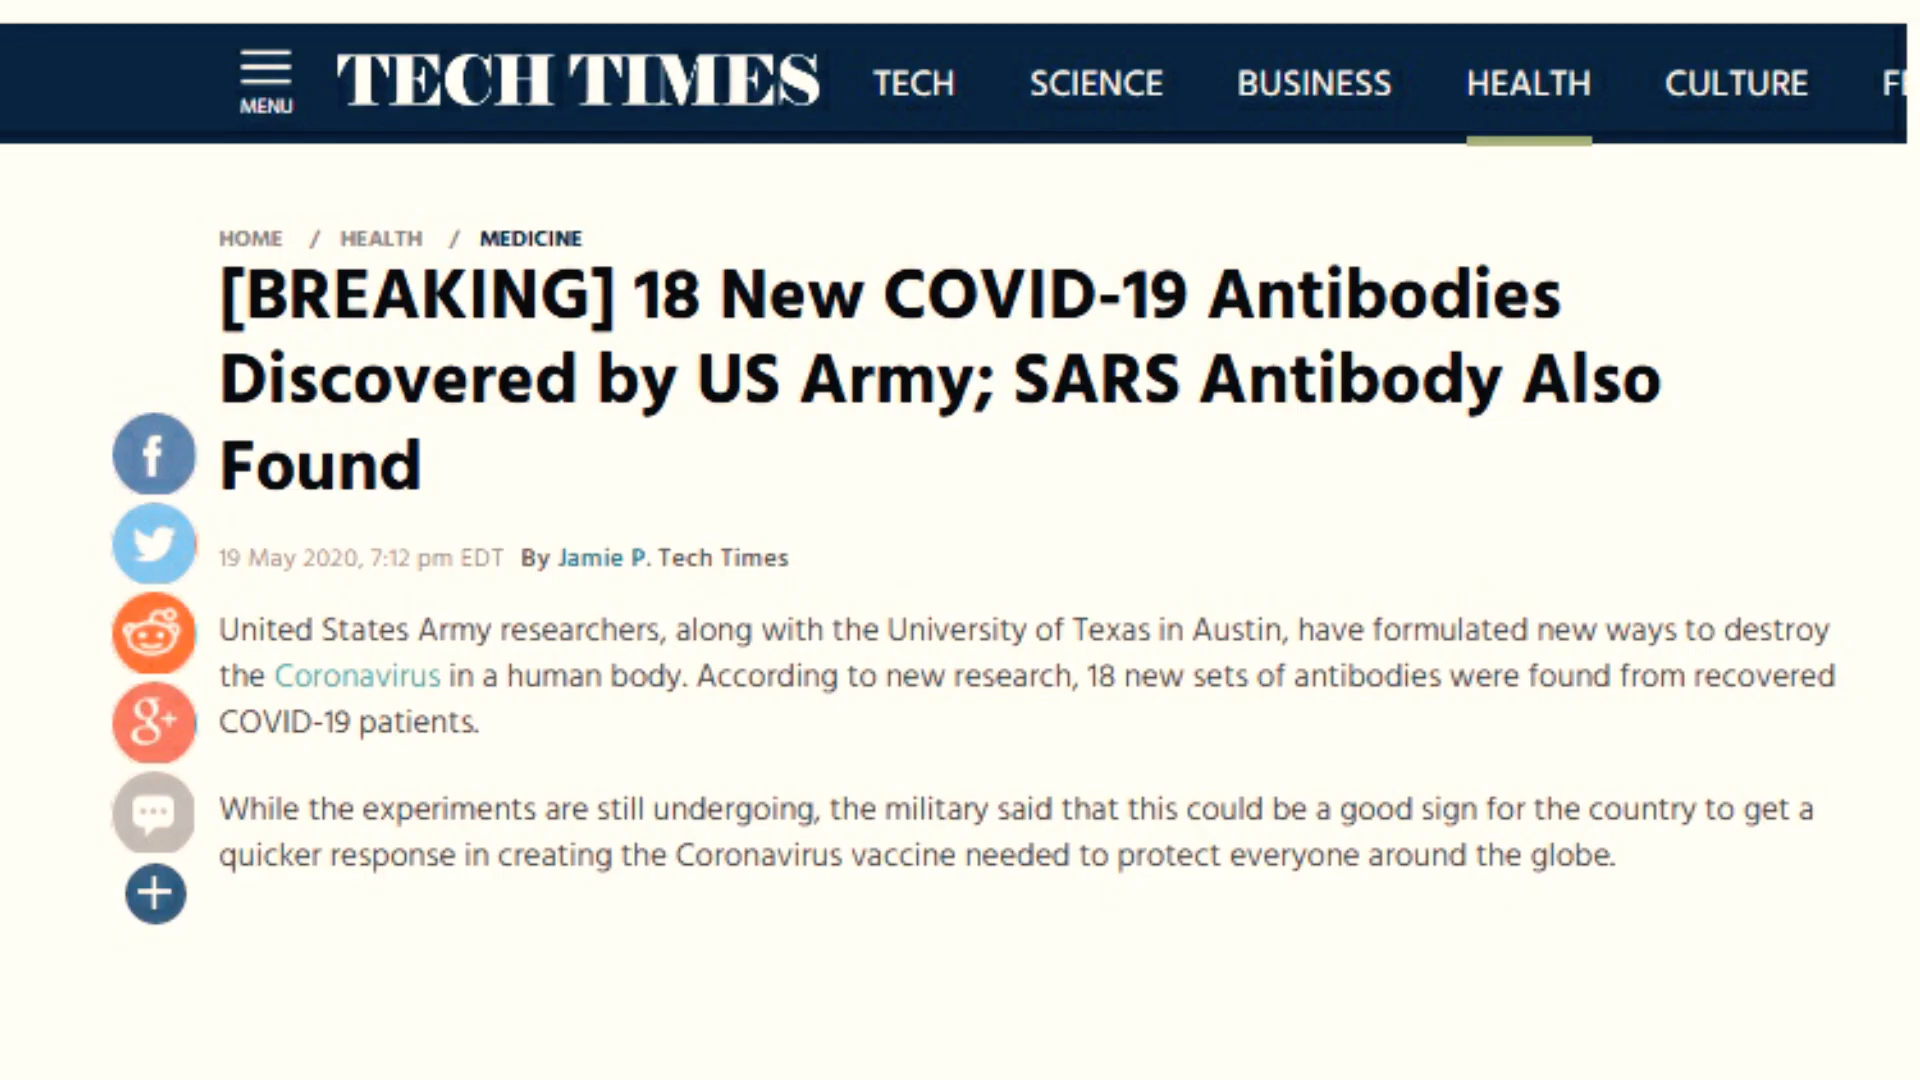 MENU
TECH TIMES
TECH
SCIENCE
BUSINESS
HEALTH
CULTURE
HOME / HEALTH / MEDICINE
[BREAKING] 18 New COVID-19 Antibodies
Discovered by US Army; SARS Antibody Also
Found
19 May 2020, 7:12 pm EDT By Jamie P. Tech Times
United States Army researchers, along with the University of Texas in Austin, have formulated new ways to destroy
the Coronavirus in a human body. According to new research, 18 new sets of antibodies were found from recovered
COVID-19 patients.
While the experiments are still undergoing, the military said that this could be a good sign for the country to get a
quicker response in creating the Coronavirus vaccine needed to protect everyone around the globe.